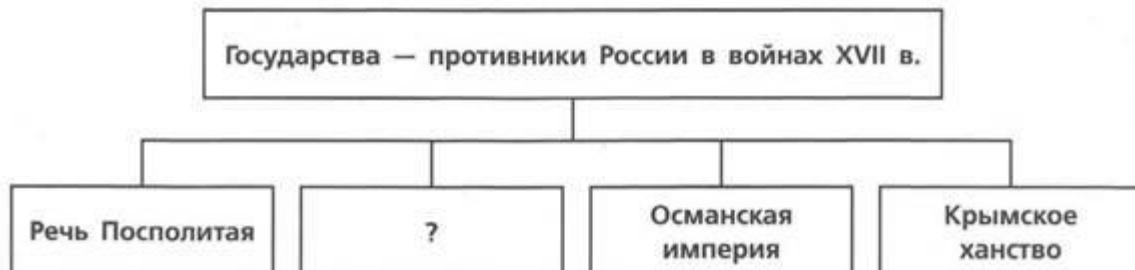 Государства — противники России в войнах XVII в.
Речь Посполитая
?
Османская
империя
Крымское
ханство